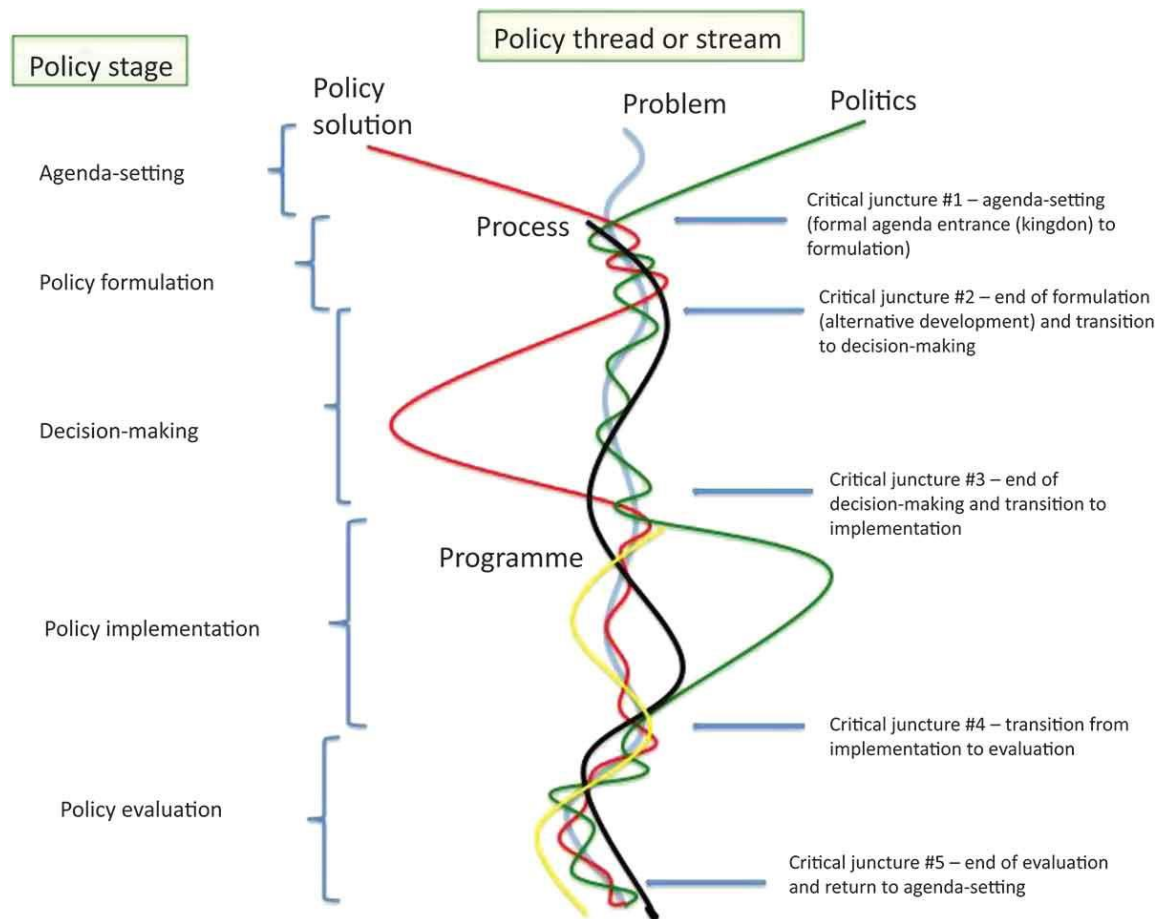 Policy thread or stream
Policy stage
Policy
solution
Problem
Politics
Agenda-setting
Critical juncture #1 – agenda-setting
(formal agenda entrance (kingdon) to
formulation)
Process
Policy formulation
Critical juncture #2 – end of formulation
(alternative development) and transition
to decision-making
Decision-making
Critical juncture #3 – end of
decision-making and transition to
implementation
Programme
Policy implementation
Critical juncture #4 – transition from
implementation to evaluation
Policy evaluation
Critical juncture #5 – end of evaluation
and return to agenda-setting